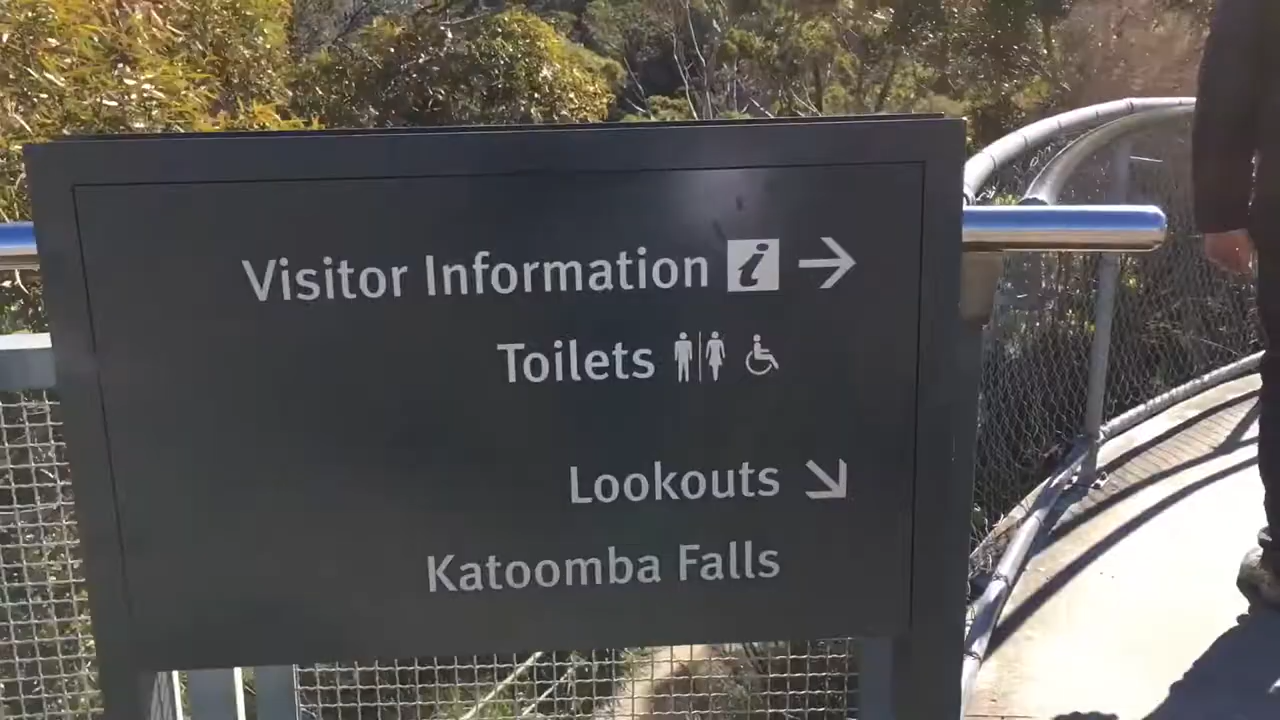 Visitor Information i →
Toilets
Lookouts ↘
Katoomba Falls